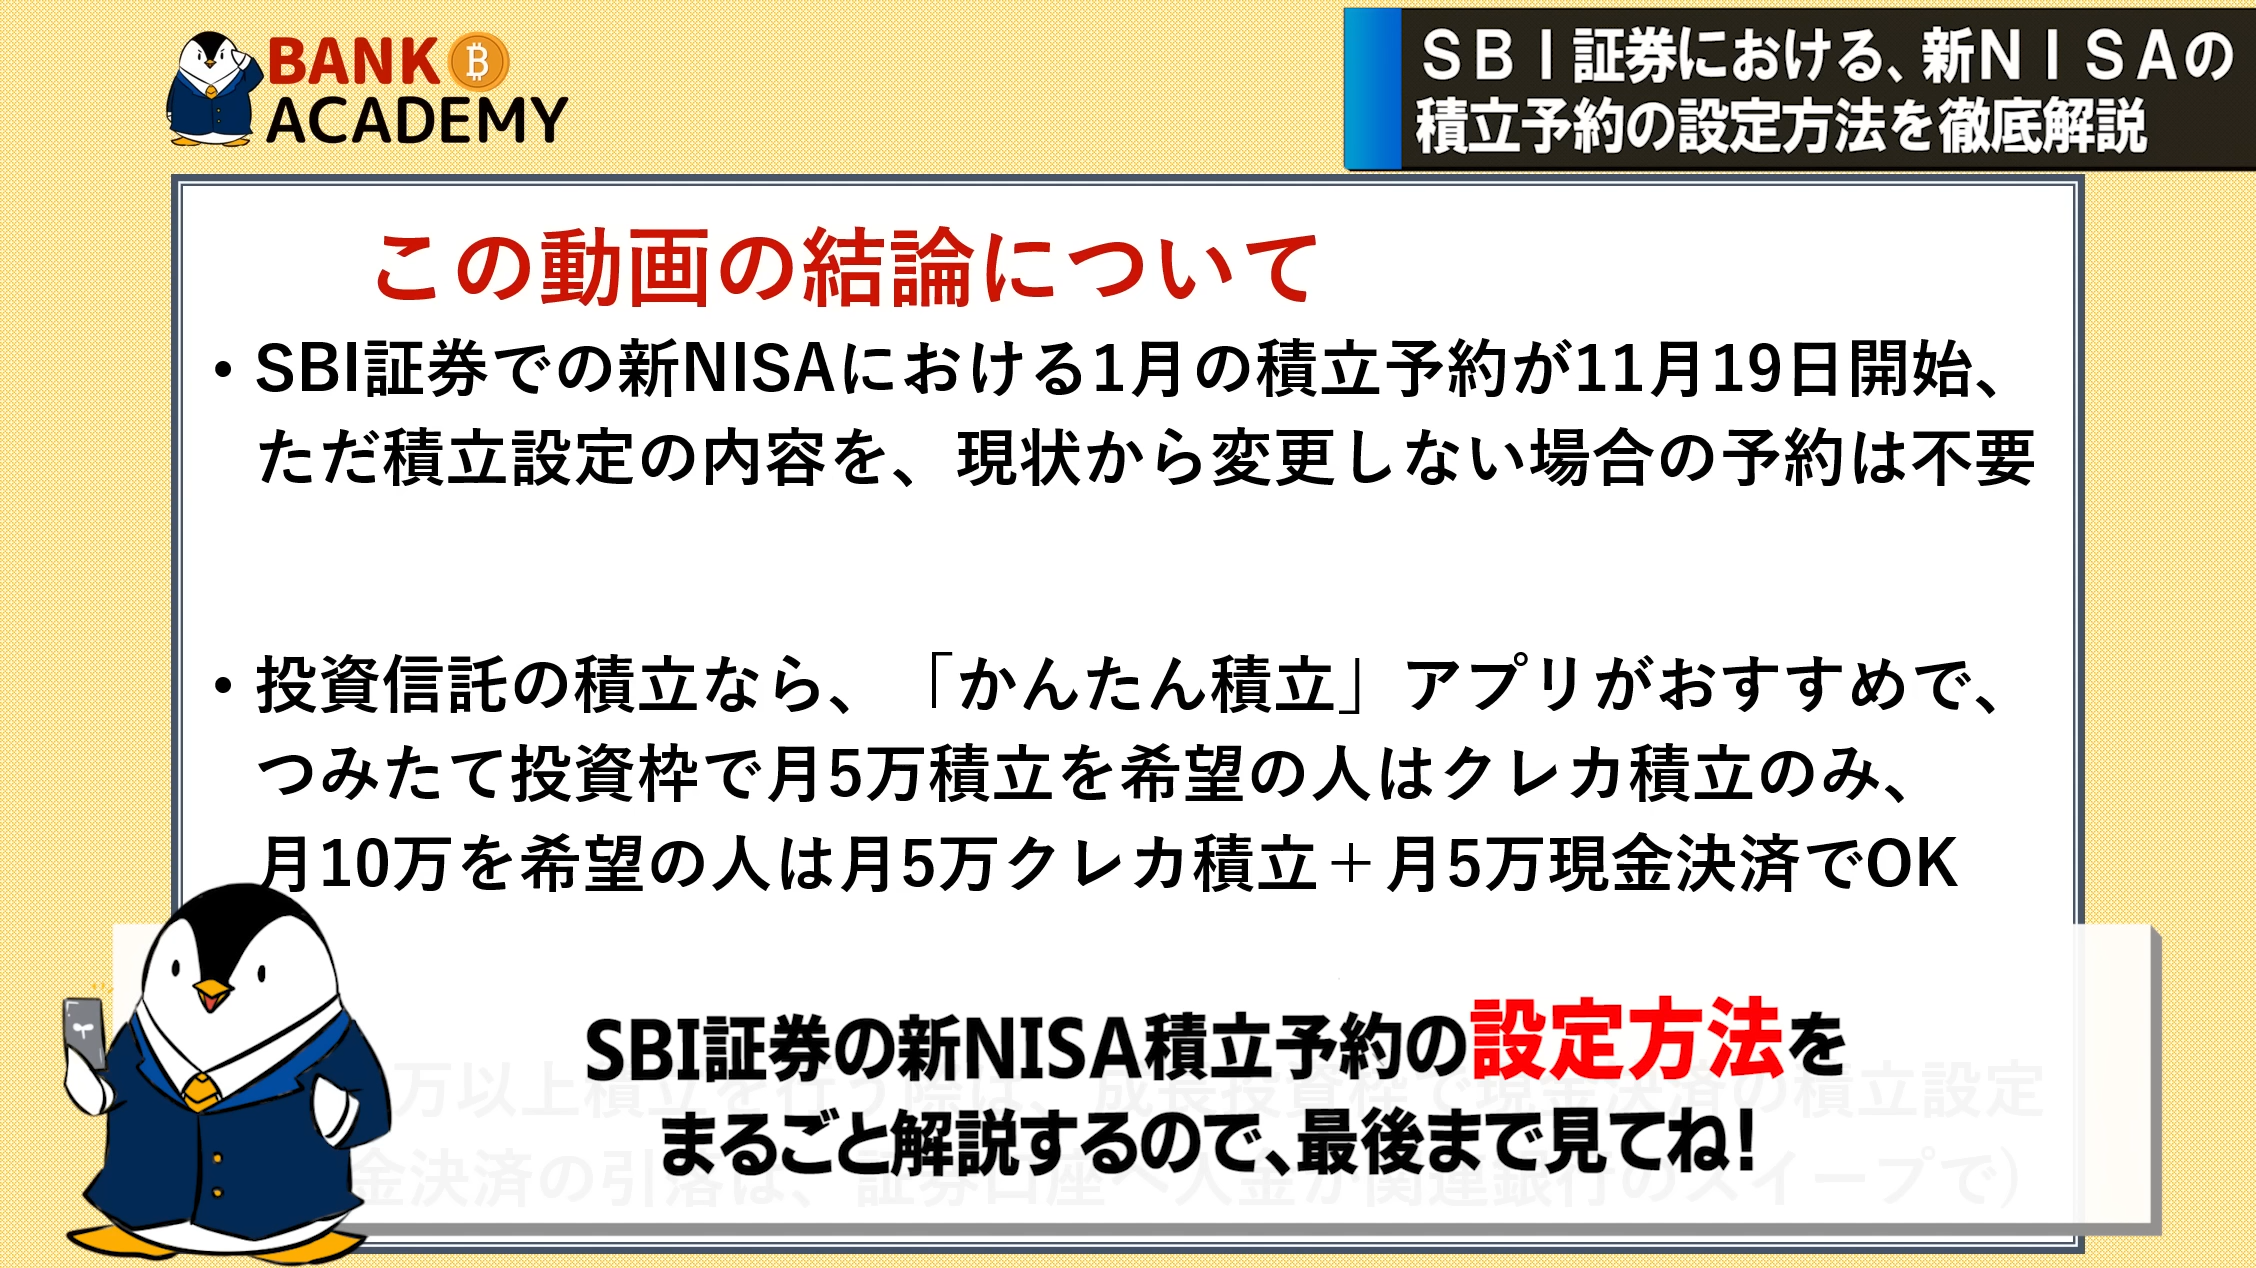 BANK
ACADEMY
SBI証券における、新NISAの
積立予約の設定方法を徹底解説
この動画の結論について
・SBI証券での新NISAにおける1月の積立予約が11月19日開始、
ただ積立設定の内容を、現状から変更しない場合の予約は不要
・投資信託の積立なら、「かんたん積立」アプリがおすすめで、
つみたて投資枠で月5万積立を希望の人はクレカ積立のみ、
月10万を希望の人は月5万クレカ積立＋月5万現金決済でOK
SBI証券の新NISA積立予約の設定方法を
まるごと解説するので、最後まで見てね！